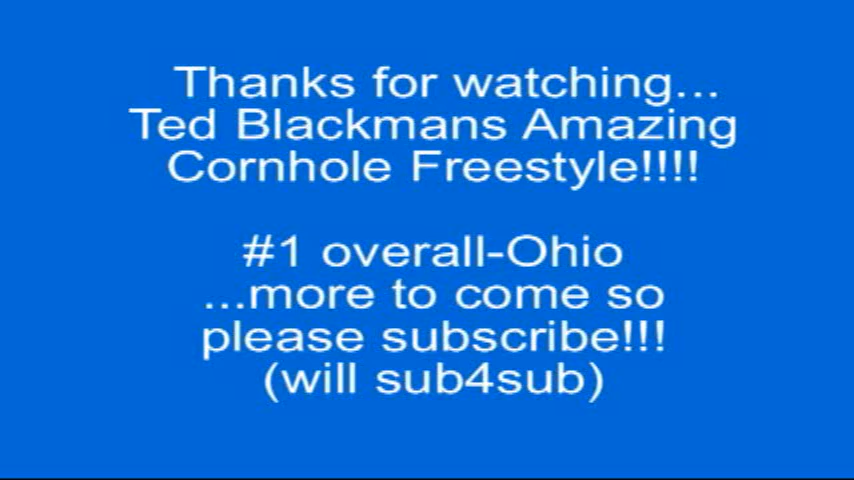 Thanks for watching...
Ted Blackmans Amazing
Cornhole Freestyle!!!!
#1 overall-Ohio
...more to come so
please subscribe!!!
(will sub4sub)